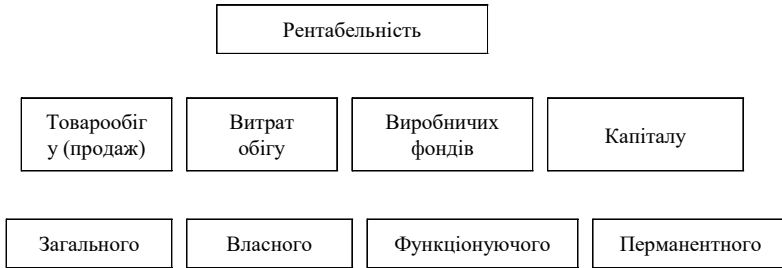 Рентабельність
Товарообіг
у (продаж)
Витрат
обігу
Виробничих
фондів
Капіталу
Загального
Власного
Функціонуючого
Перманентного